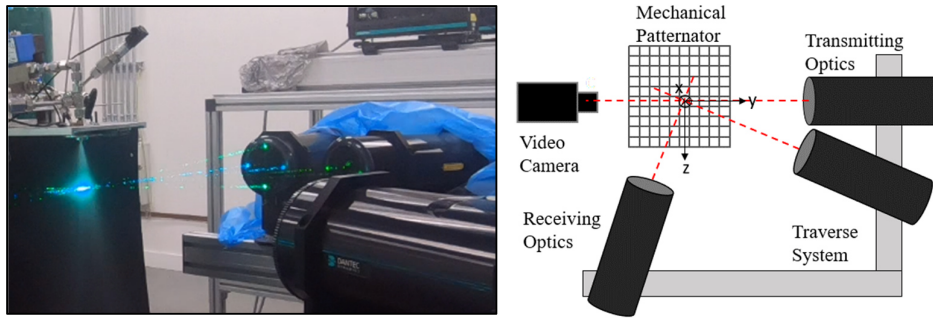 DANTEC
Mechanical
Patternator
Transmitting
Optics
x
y
z
Video
Camera
Receiving
Optics
Traverse
System